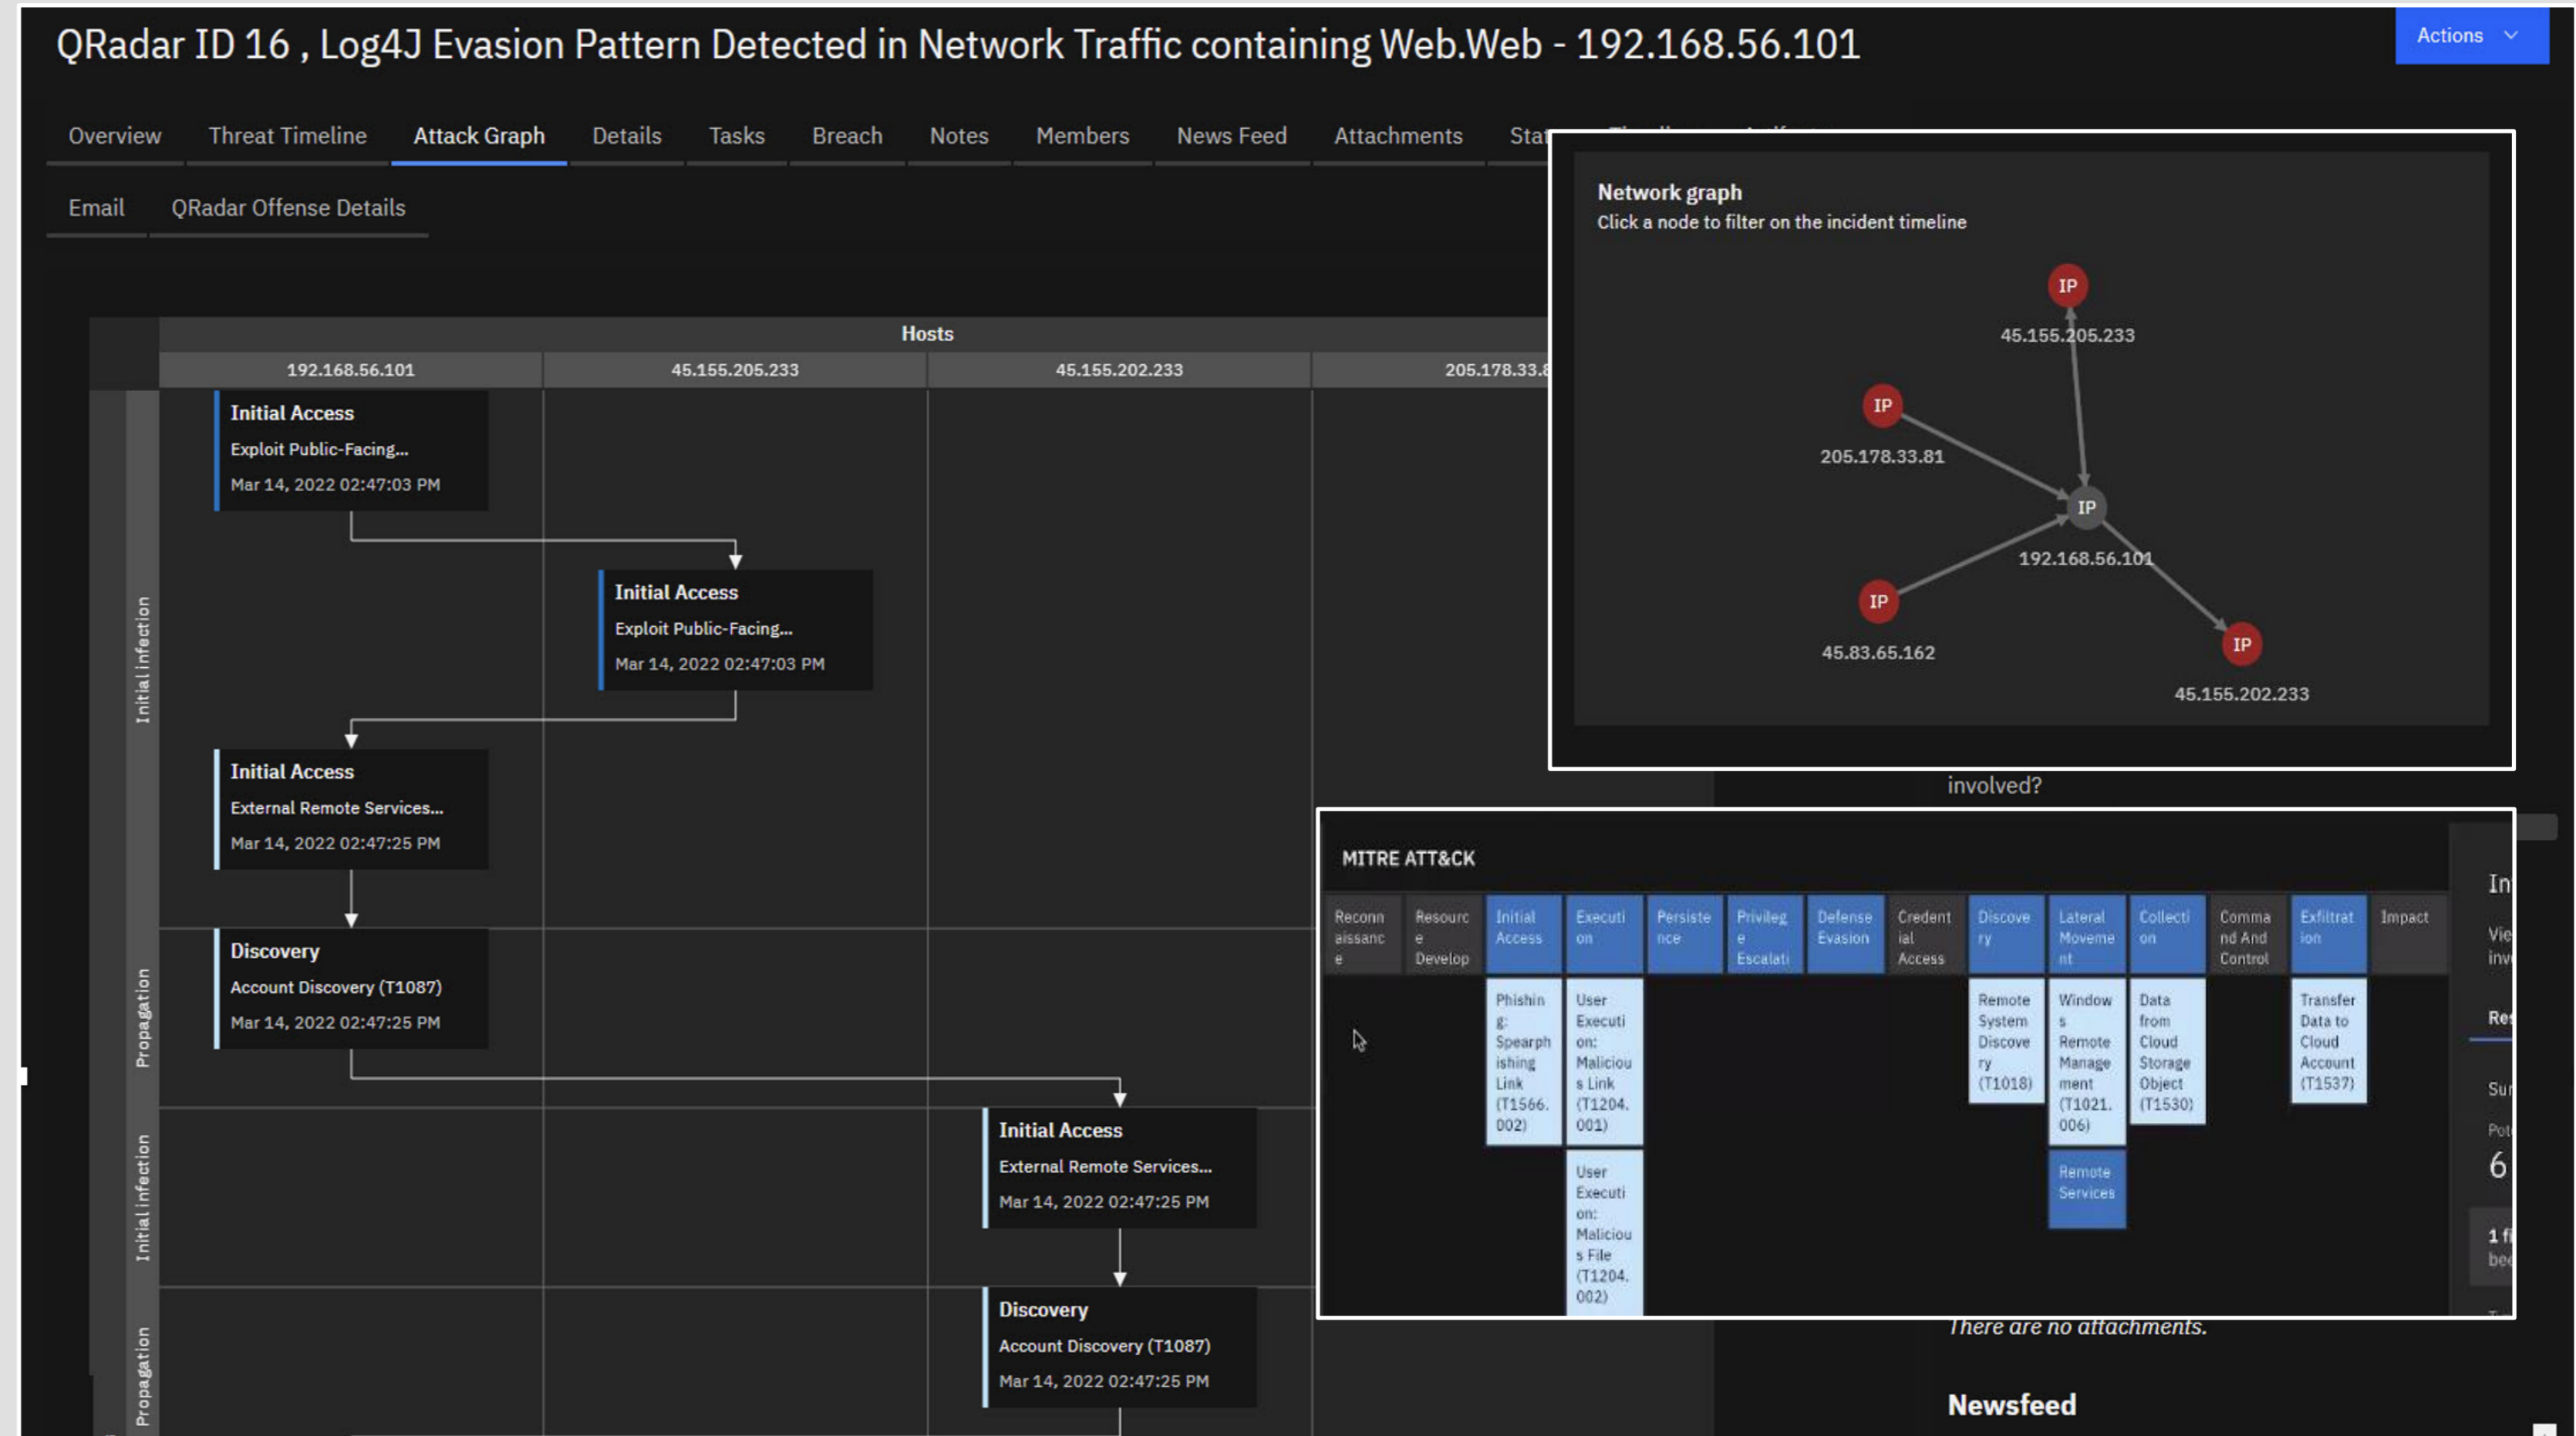 QRadar ID 16 , Log4J Evasion Pattern Detected in Network Traffic containing Web.Web - 192.168.56.101
Actions
Overview
Threat Timeline
Attack Graph
Details
Tasks
Breach
Notes
Members
News Feed
Attachments
Email
QRadar Offense Details
Hosts
192.168.56.101
45.155.205.233
45.155.202.233
205.178.33.8
Initial infection
Initial Access
Exploit Public-Facing...
Mar 14, 2022 02:47:03 PM
Initial Access
Exploit Public-Facing...
Mar 14, 2022 02:47:03 PM
Initial Access
External Remote Services...
Mar 14, 2022 02:47:25 PM
Propagation
Discovery
Account Discovery (T1087)
Mar 14, 2022 02:47:25 PM
Initial infection
Initial Access
External Remote Services...
Mar 14, 2022 02:47:25 PM
Propagation
Discovery
Account Discovery (T1087)
Mar 14, 2022 02:47:25 PM
Network graph
Click a node to filter on the incident timeline
IP
45.155.205.233
IP
205.178.33.81
IP
192.168.56.101
IP
45.83.65.162
IP
45.155.202.233
involved?
MITRE ATT&CK
Reconn
aissanc
e
Resourc
e
Develop
Initial
Access
Executi
on
Persiste
nce
Privileg
e
Escalati
Defense
Evasion
Credent
ial
Access
Discove
ry
Lateral
Moveme
nt
Collecti
on
Comma
nd And
Control
Exfiltrat
ion
Impact
Phishin
g:
Spearph
ishing
Link
(T1566.
002)
User
Executi
on:
Maliciou
s Link
(T1204.
001)
User
Executi
on:
Maliciou
s File
(T1204.
002)
Remote
System
Discove
ry
(T1018)
Window
s
Remote
Manage
ment
(T1021.
006)
Remote
Services
Data
from
Cloud
Storage
Object
(T1530)
Transfer
Data to
Cloud
Account
(T1537)
6
There are no attachments.
Newsfeed